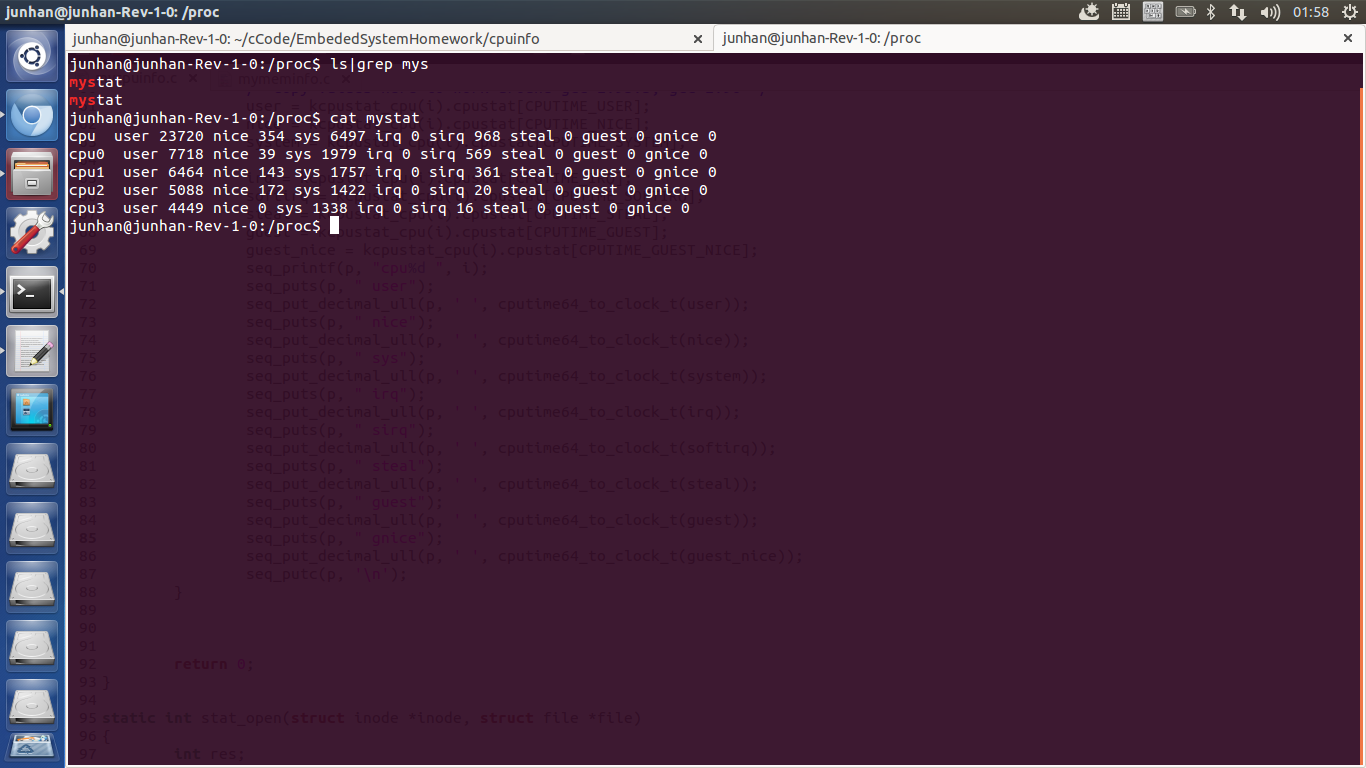 junhan@junhan-Rev-1-0: /proc
01:58
junhan@junhan-Rev-1-0: ~/cCode/EmbededSystemHomework/cpuinfo × junhan@junhan-Rev-1-0: /proc ×
junhan@junhan-Rev-1-0:/proc$ ls|grep mys
mystat
mystat
junhan@junhan-Rev-1-0:/proc$ cat mystat
cpu  user 23720 nice 354 sys 6497 irq 0 sirq 968 steal 0 guest 0 gnice 0
cpu0  user 7718 nice 39 sys 1979 irq 0 sirq 569 steal 0 guest 0 gnice 0
cpu1  user 6464 nice 143 sys 1757 irq 0 sirq 361 steal 0 guest 0 gnice 0
cpu2  user 5088 nice 172 sys 1422 irq 0 sirq 20 steal 0 guest 0 gnice 0
cpu3  user 4449 nice 0 sys 1338 irq 0 sirq 16 steal 0 guest 0 gnice 0
junhan@junhan-Rev-1-0:/proc$
user = kcpustat_cpu(i).cpustat[CPUTIME_USER];
69 guest_nice = kcpustat_cpu(i).cpustat[CPUTIME_GUEST_NICE];
70 seq_printf(p, "cpu%d ", i);
71 seq_puts(p, " user");
72 seq_put_decimal_ull(p, ' ', cputime64_to_clock_t(user));
73 seq_puts(p, " nice");
74 seq_put_decimal_ull(p, ' ', cputime64_to_clock_t(nice));
75 seq_puts(p, " sys");
76 seq_put_decimal_ull(p, ' ', cputime64_to_clock_t(system));
77 seq_puts(p, " irq");
78 seq_put_decimal_ull(p, ' ', cputime64_to_clock_t(irq));
79 seq_puts(p, " sirq");
80 seq_put_decimal_ull(p, ' ', cputime64_to_clock_t(softirq));
81 seq_puts(p, " steal");
82 seq_put_decimal_ull(p, ' ', cputime64_to_clock_t(steal));
83 seq_puts(p, " guest");
84 seq_put_decimal_ull(p, ' ', cputime64_to_clock_t(guest));
85 seq_puts(p, " gnice");
86 seq_put_decimal_ull(p, ' ', cputime64_to_clock_t(guest_nice));
87 seq_putc(p, '\n');
88 }
89
90
91
92 return 0;
93 }
94
95 static int stat_open(struct inode *inode, struct file *file)
96 {
97 int res;